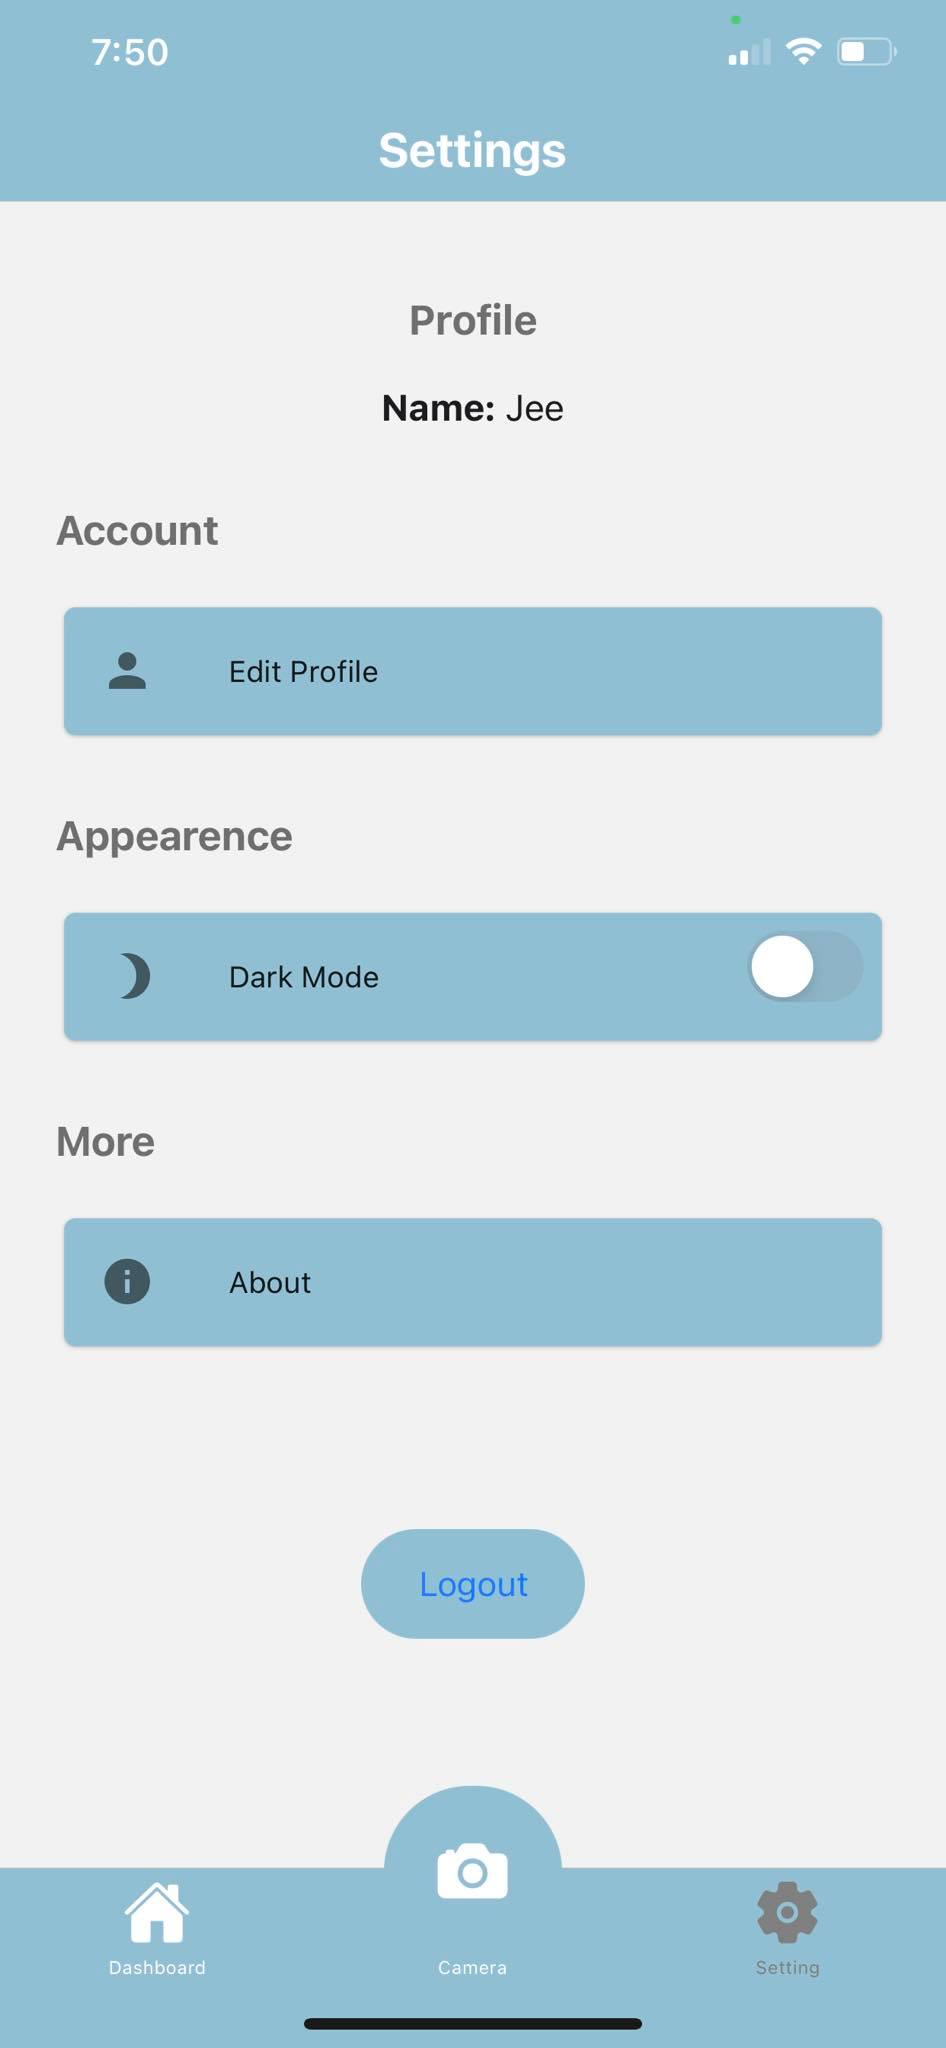 7:50
Settings
Profile
Name: Jee
Account
Edit Profile
Appearence
Dark Mode
More
About
Logout
Dashboard
Camera
Setting